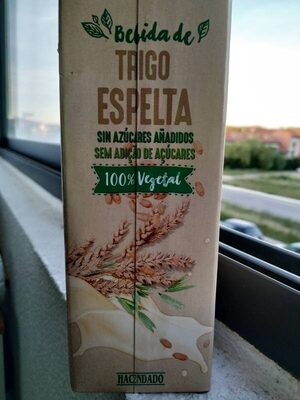 Bebida de
TRIGO
ESPELTA
SIN AZÚCARES AÑADIDOS
SEM ADIÇÃO DE AÇÚCARES
100% Vegetal
HACENDADO